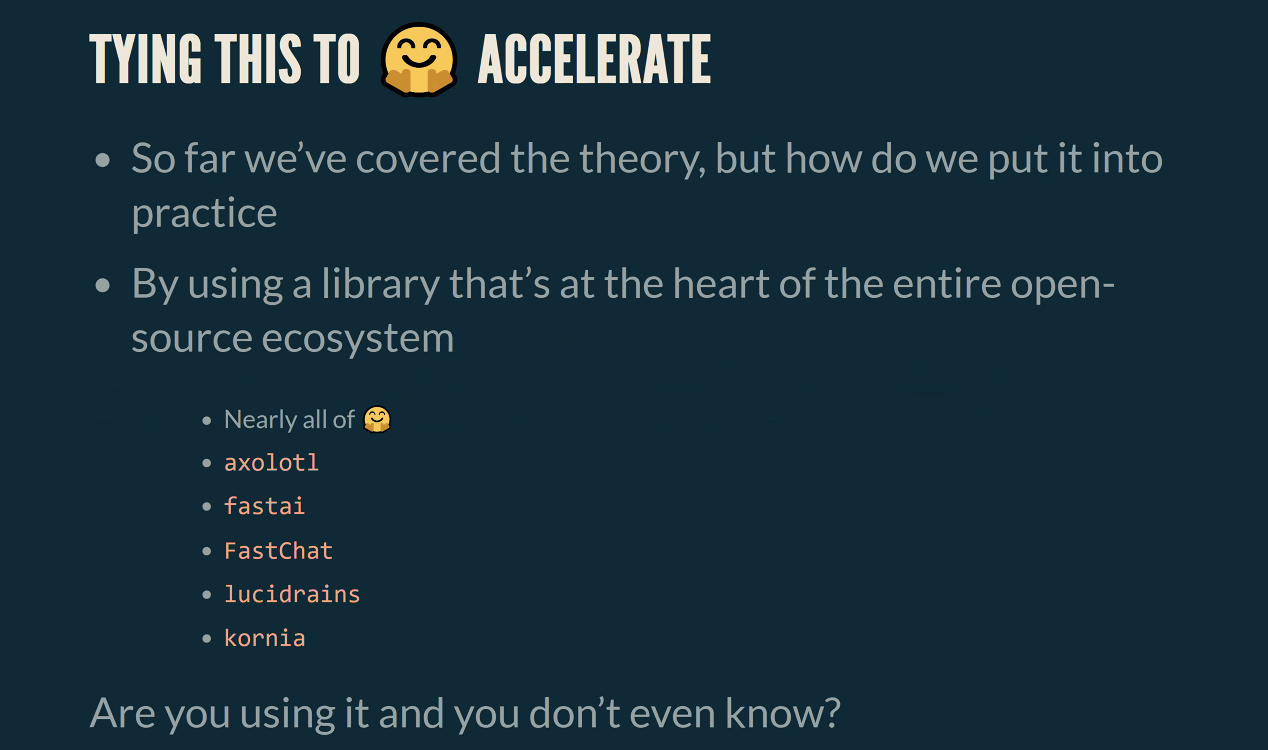 TYING THIS TO 🤗 ACCELERATE
• So far we’ve covered the theory, but how do we put it into
practice
• By using a library that’s at the heart of the entire open-
source ecosystem
• Nearly all of 🤗
• axolotl
• fastai
• FastChat
• lucidrains
• kornia
Are you using it and you don’t even know?